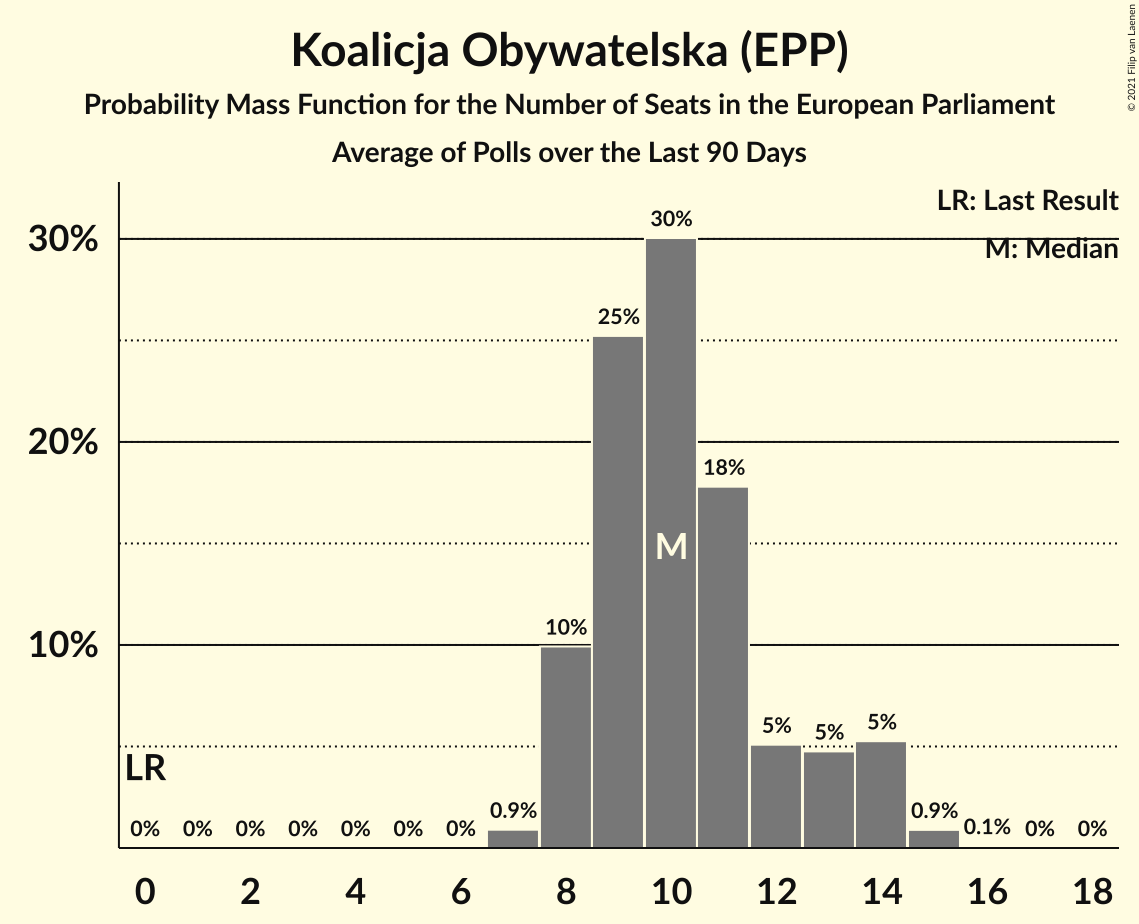 Koalicja Obywatelska (EPP)
Probability Mass Function for the Number of Seats in the European Parliament
Average of Polls over the Last 90 Days
© 2021 Filip van Laenen
LR: Last Result
M: Median
30%
20%
10%
30%
25%
18%
M
10%
5% 5% 5%
LR
0% 0% 0% 0% 0% 0% 0% 0.9% 0.9% 0.1% 0% 0%
0 2 4 6 8 10 12 14 16 18